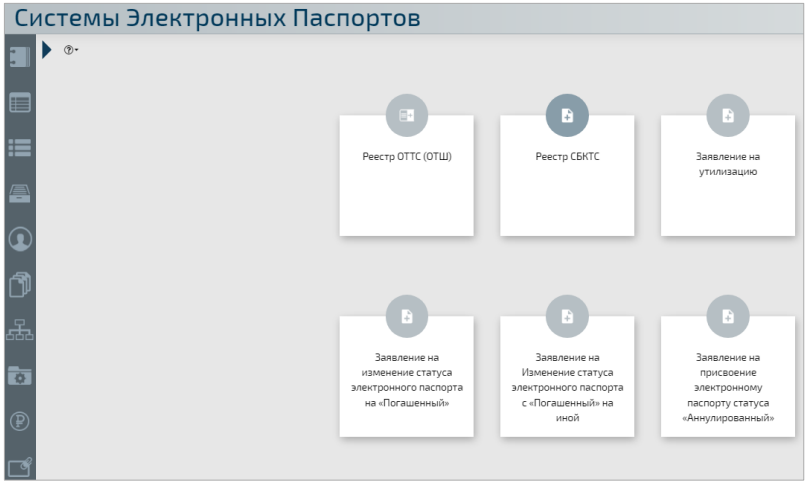 Системы Электронных Паспортов
Реестр ОТТС (ОТШ)
Реестр СБКТС
Заявление на
утилизацию
Заявление на
изменение статуса
электронного паспорта
на «Погашенный»
Заявление на
Изменение статуса
электронного паспорта
с «Погашенный» на
иной
Заявление на
присвоение
электронному
паспорту статуса
«Аннулированный»